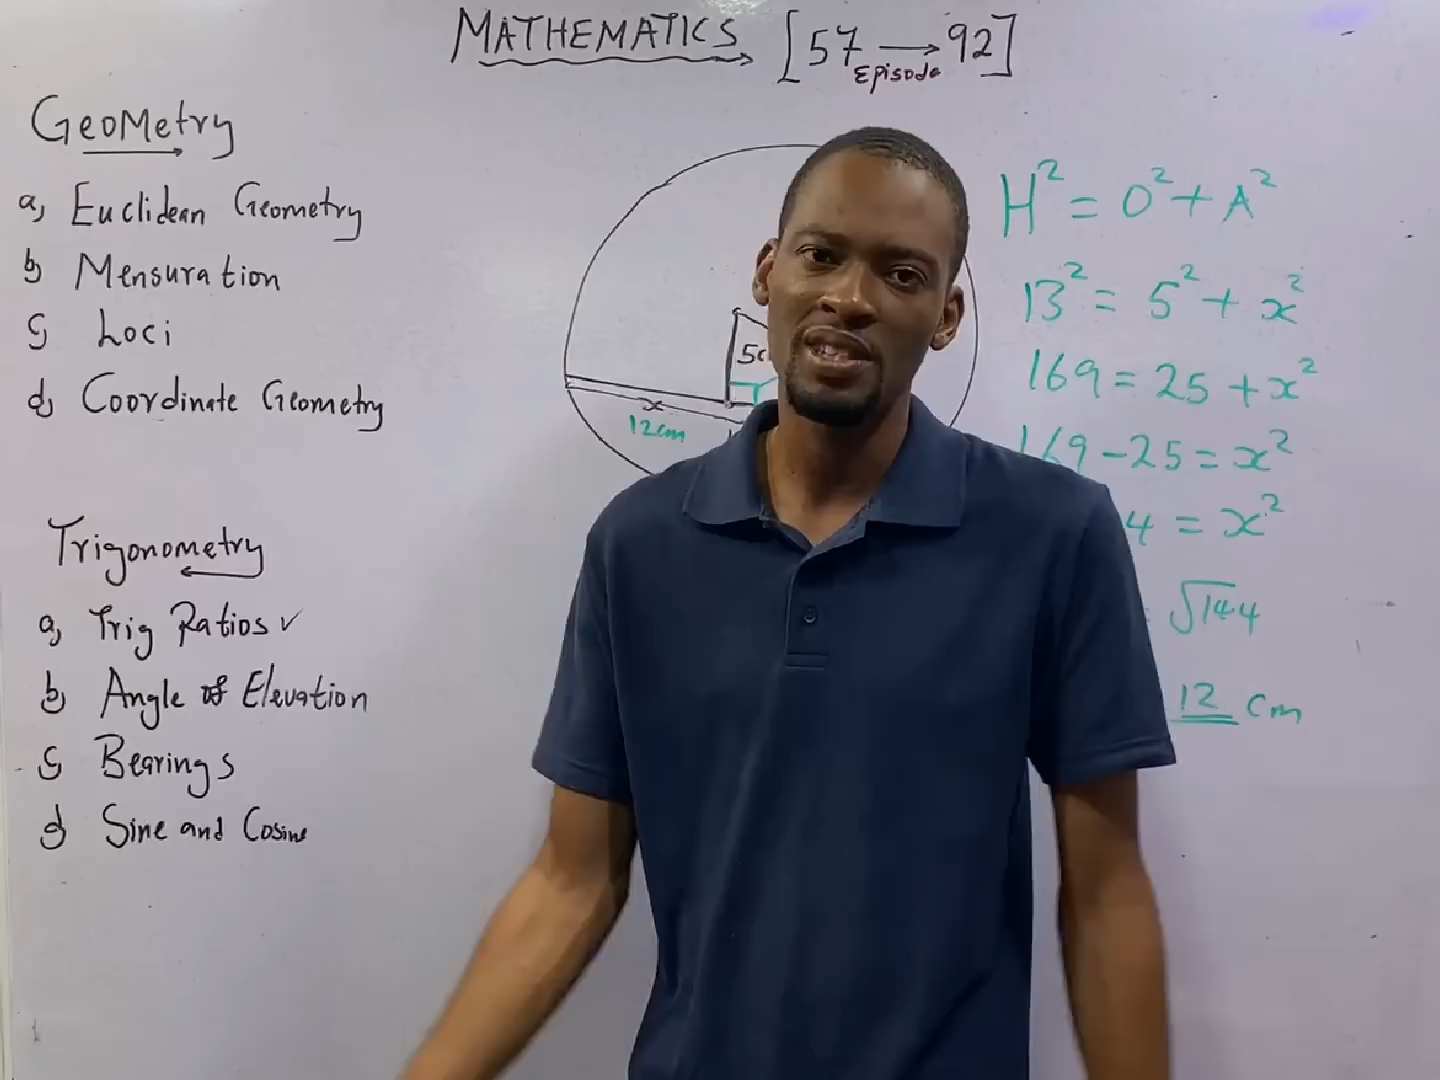 MATHEMATICS [57 → 92]
Episode
Geometry
a, Euclidean Geometry
b, Mensuration
c, Loci
d, Coordinate Geometry
Trigonometry
a, Trig Ratios ✓
b, Angle of Elevation
c, Bearings
d, Sine and Cosine
5c
x
12cm
H² = O² + A²
13² = 5² + x²
169 = 25 + x²
169 - 25 = x²
4 = x²
= √144
12 cm